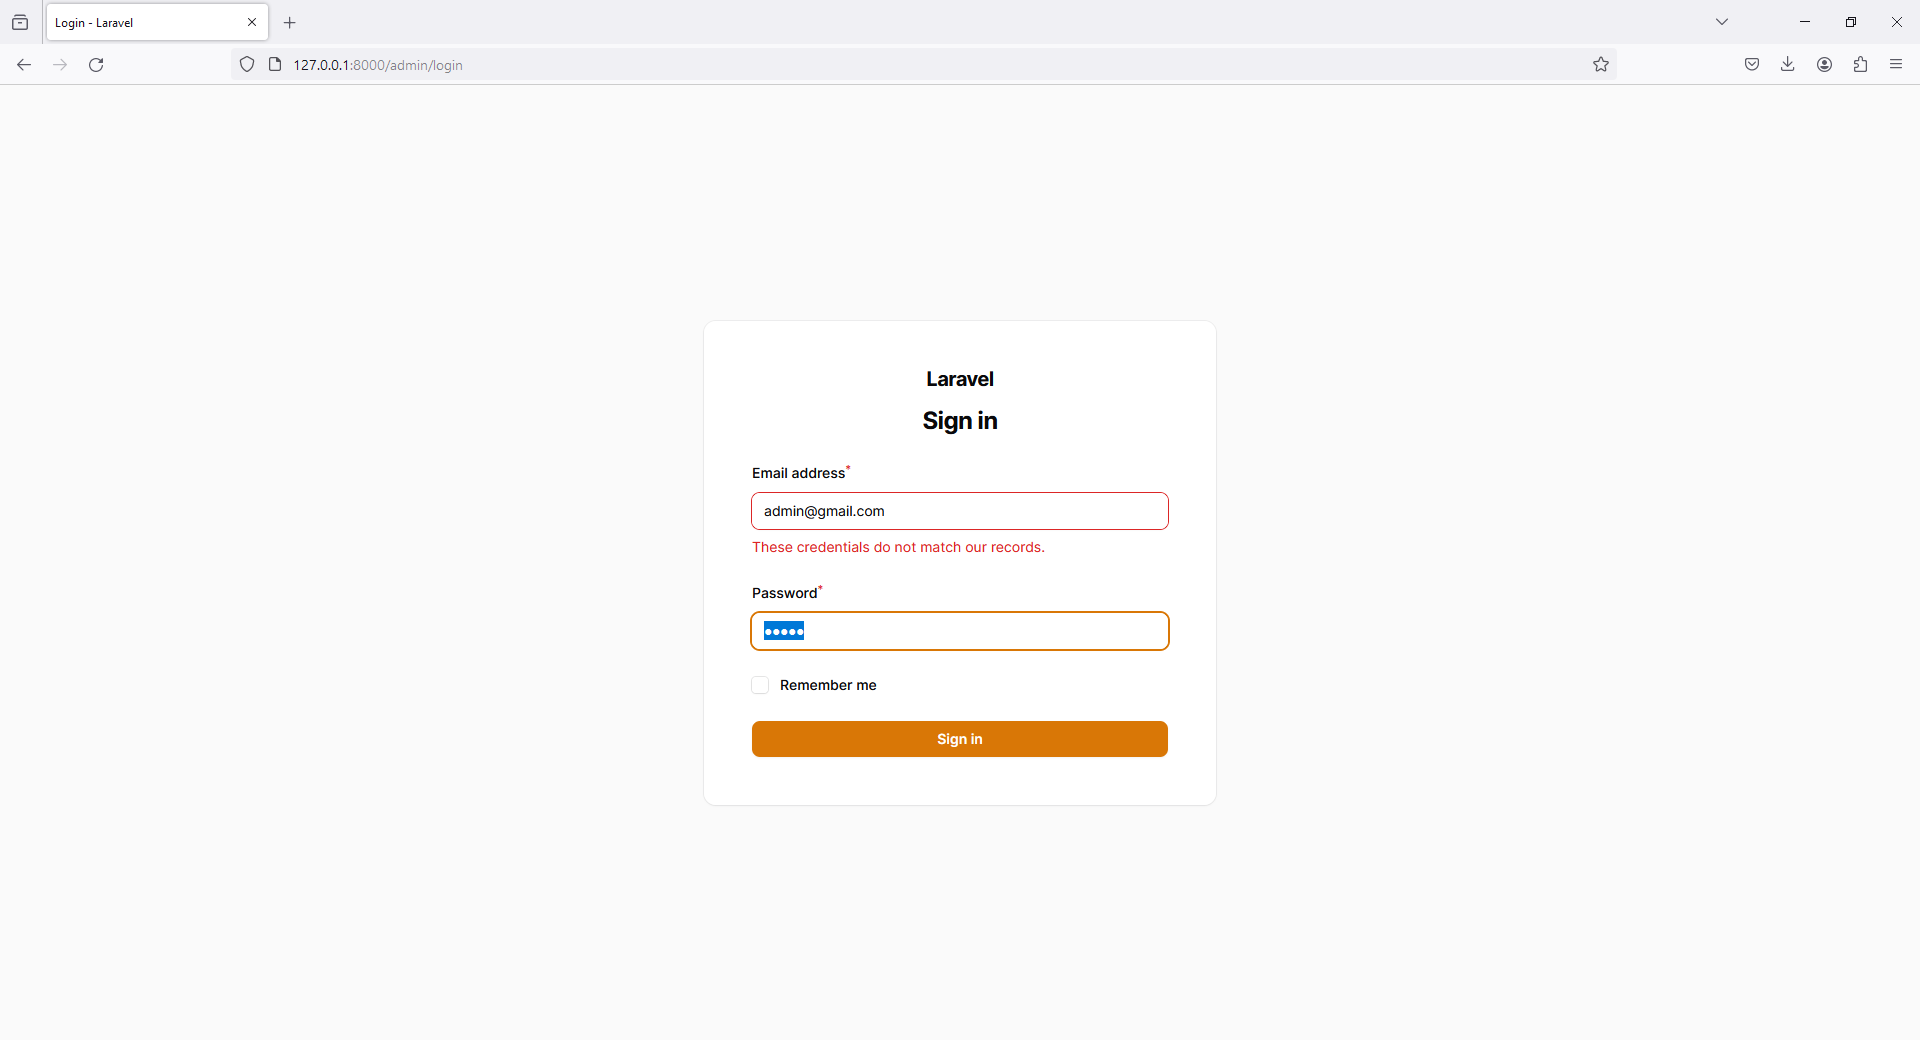 Login - Laravel
127.0.0.1:8000/admin/login
Laravel
Sign in
Email address*
admin@gmail.com
These credentials do not match our records.
Password*
•••••
Remember me
Sign in